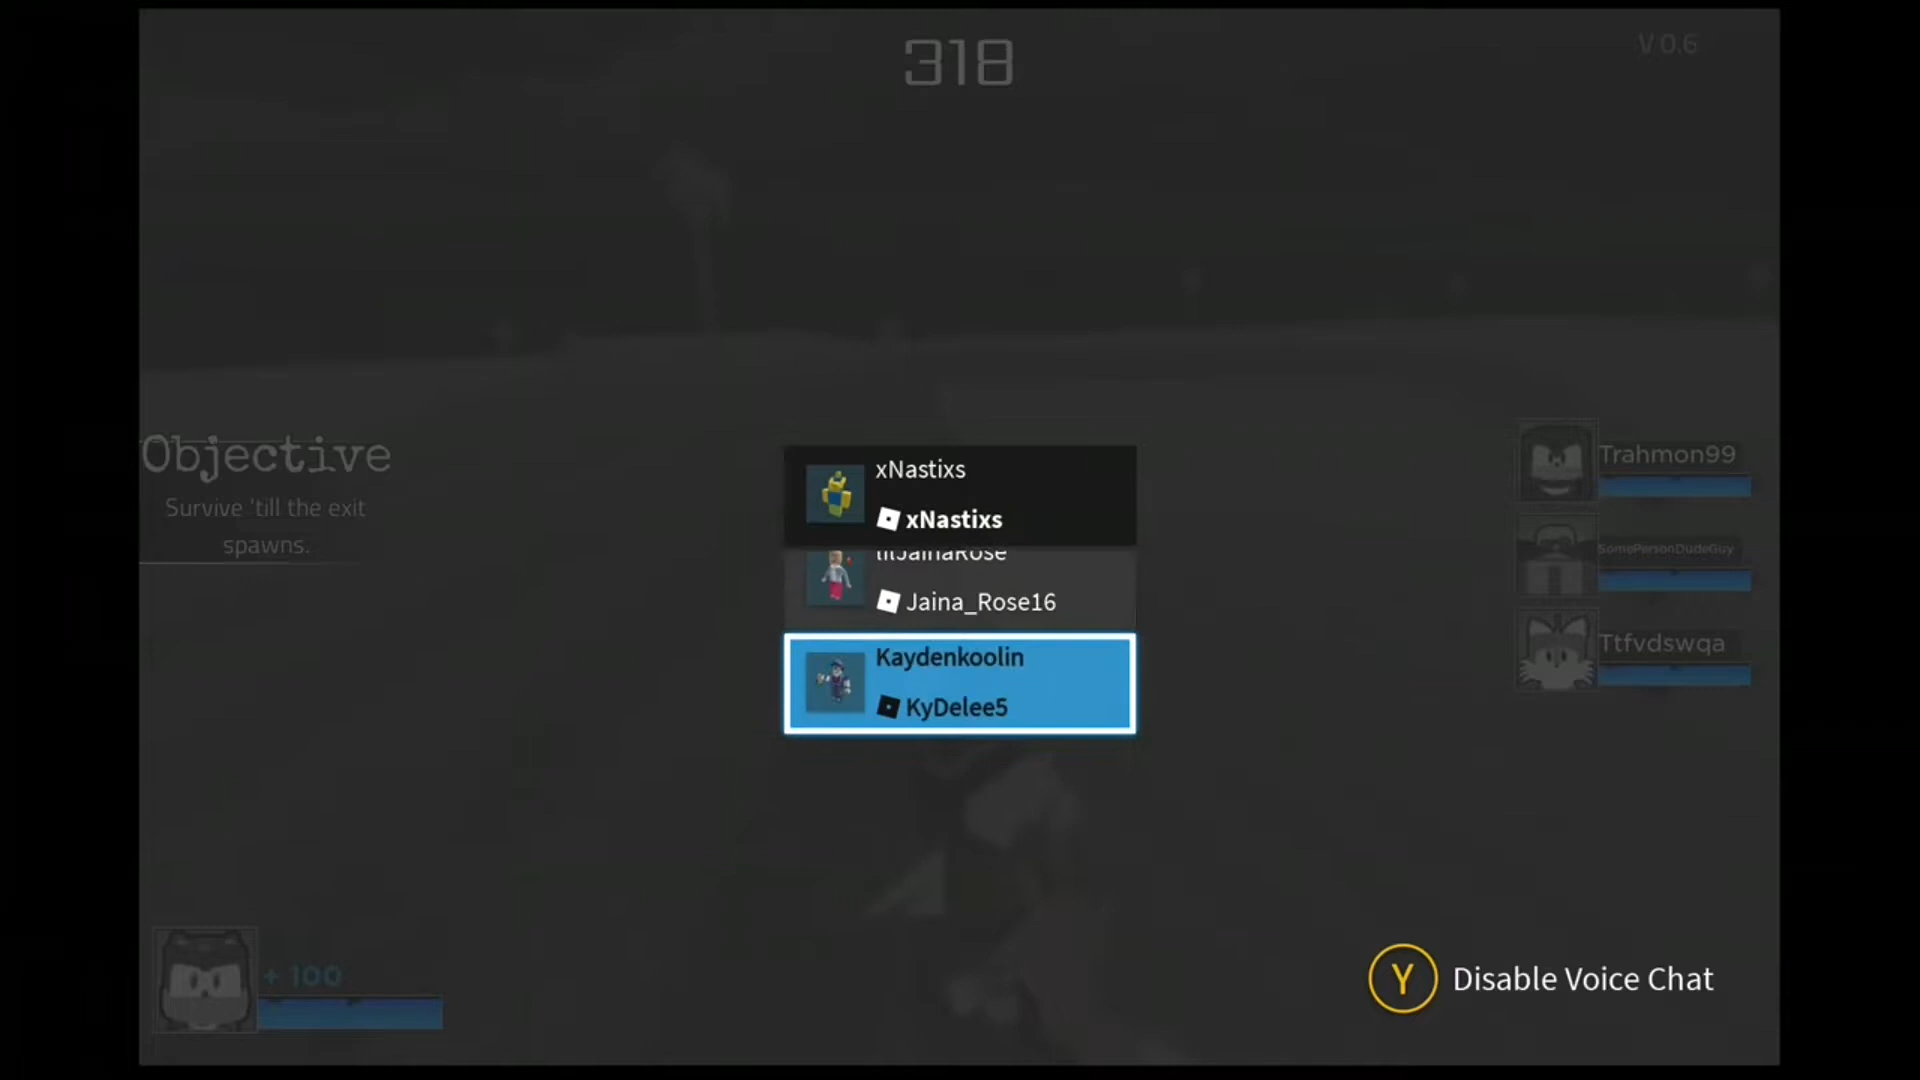 318
V 0.6
Objective
Survive 'till the exit
spawns.
xNastixs
xNastixs
lilJainaRose
Jaina_Rose16
Kaydenkoolin
KyDelee5
Trahmon99
SomePersonDudeGuy
Ttfvdswqa
+ 100
Y Disable Voice Chat